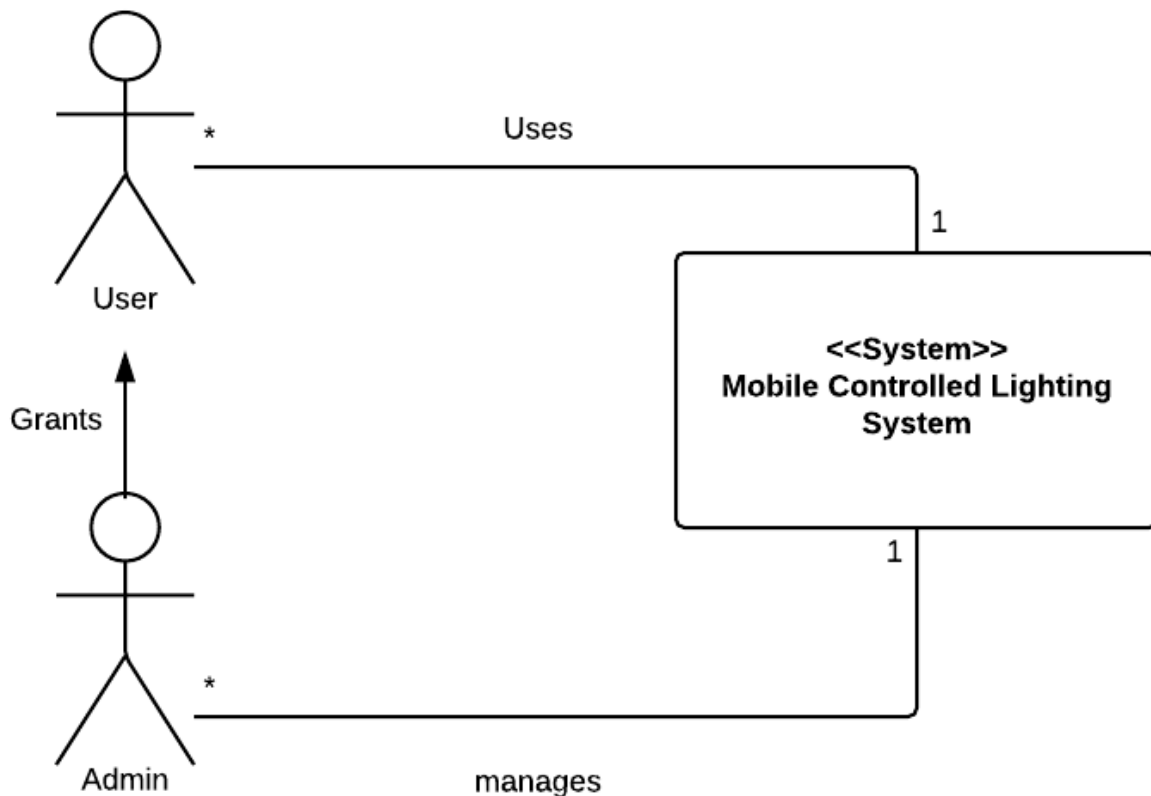 *
Uses
1
User
<<System>>
Mobile Controlled Lighting
System
Grants
1
*
Admin
manages